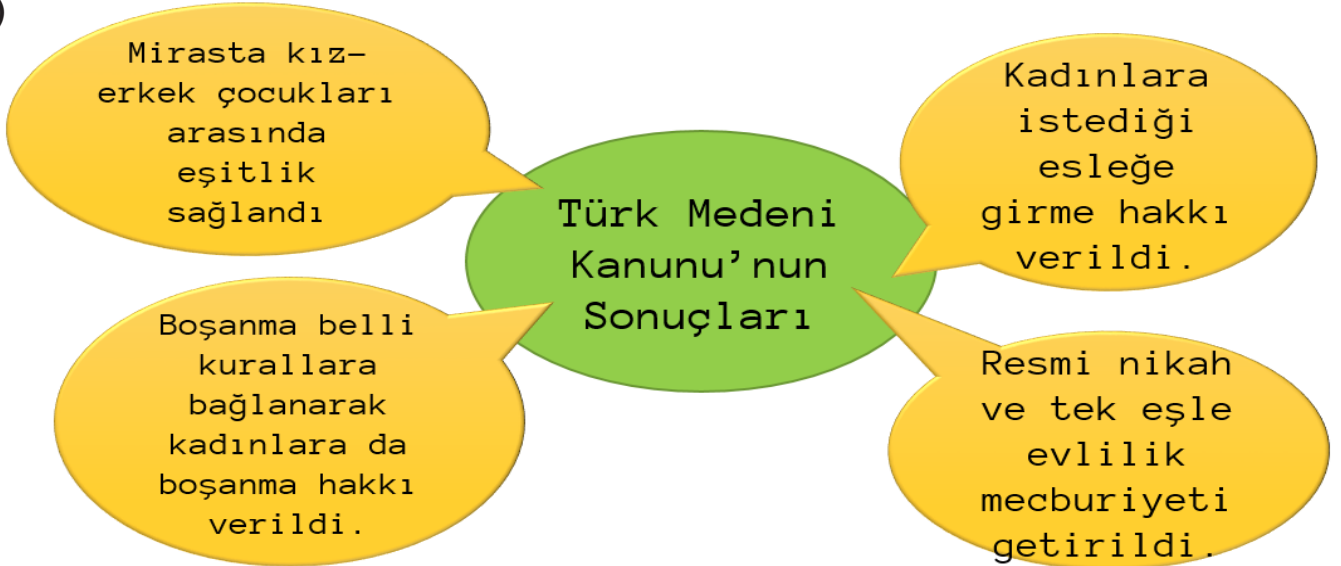 )
Mirasta kız-
erkek çocukları
arasında
eşitlik
sağlandı
Kadınlara
istediği
esleğe
girme hakkı
verildi.
Türk Medeni
Kanunu’nun
Sonuçları
Boşanma belli
kurallara
bağlanarak
kadınlara da
boşanma hakkı
verildi.
Resmi nikah
ve tek eşle
evlilik
mecburiyeti
getirildi.